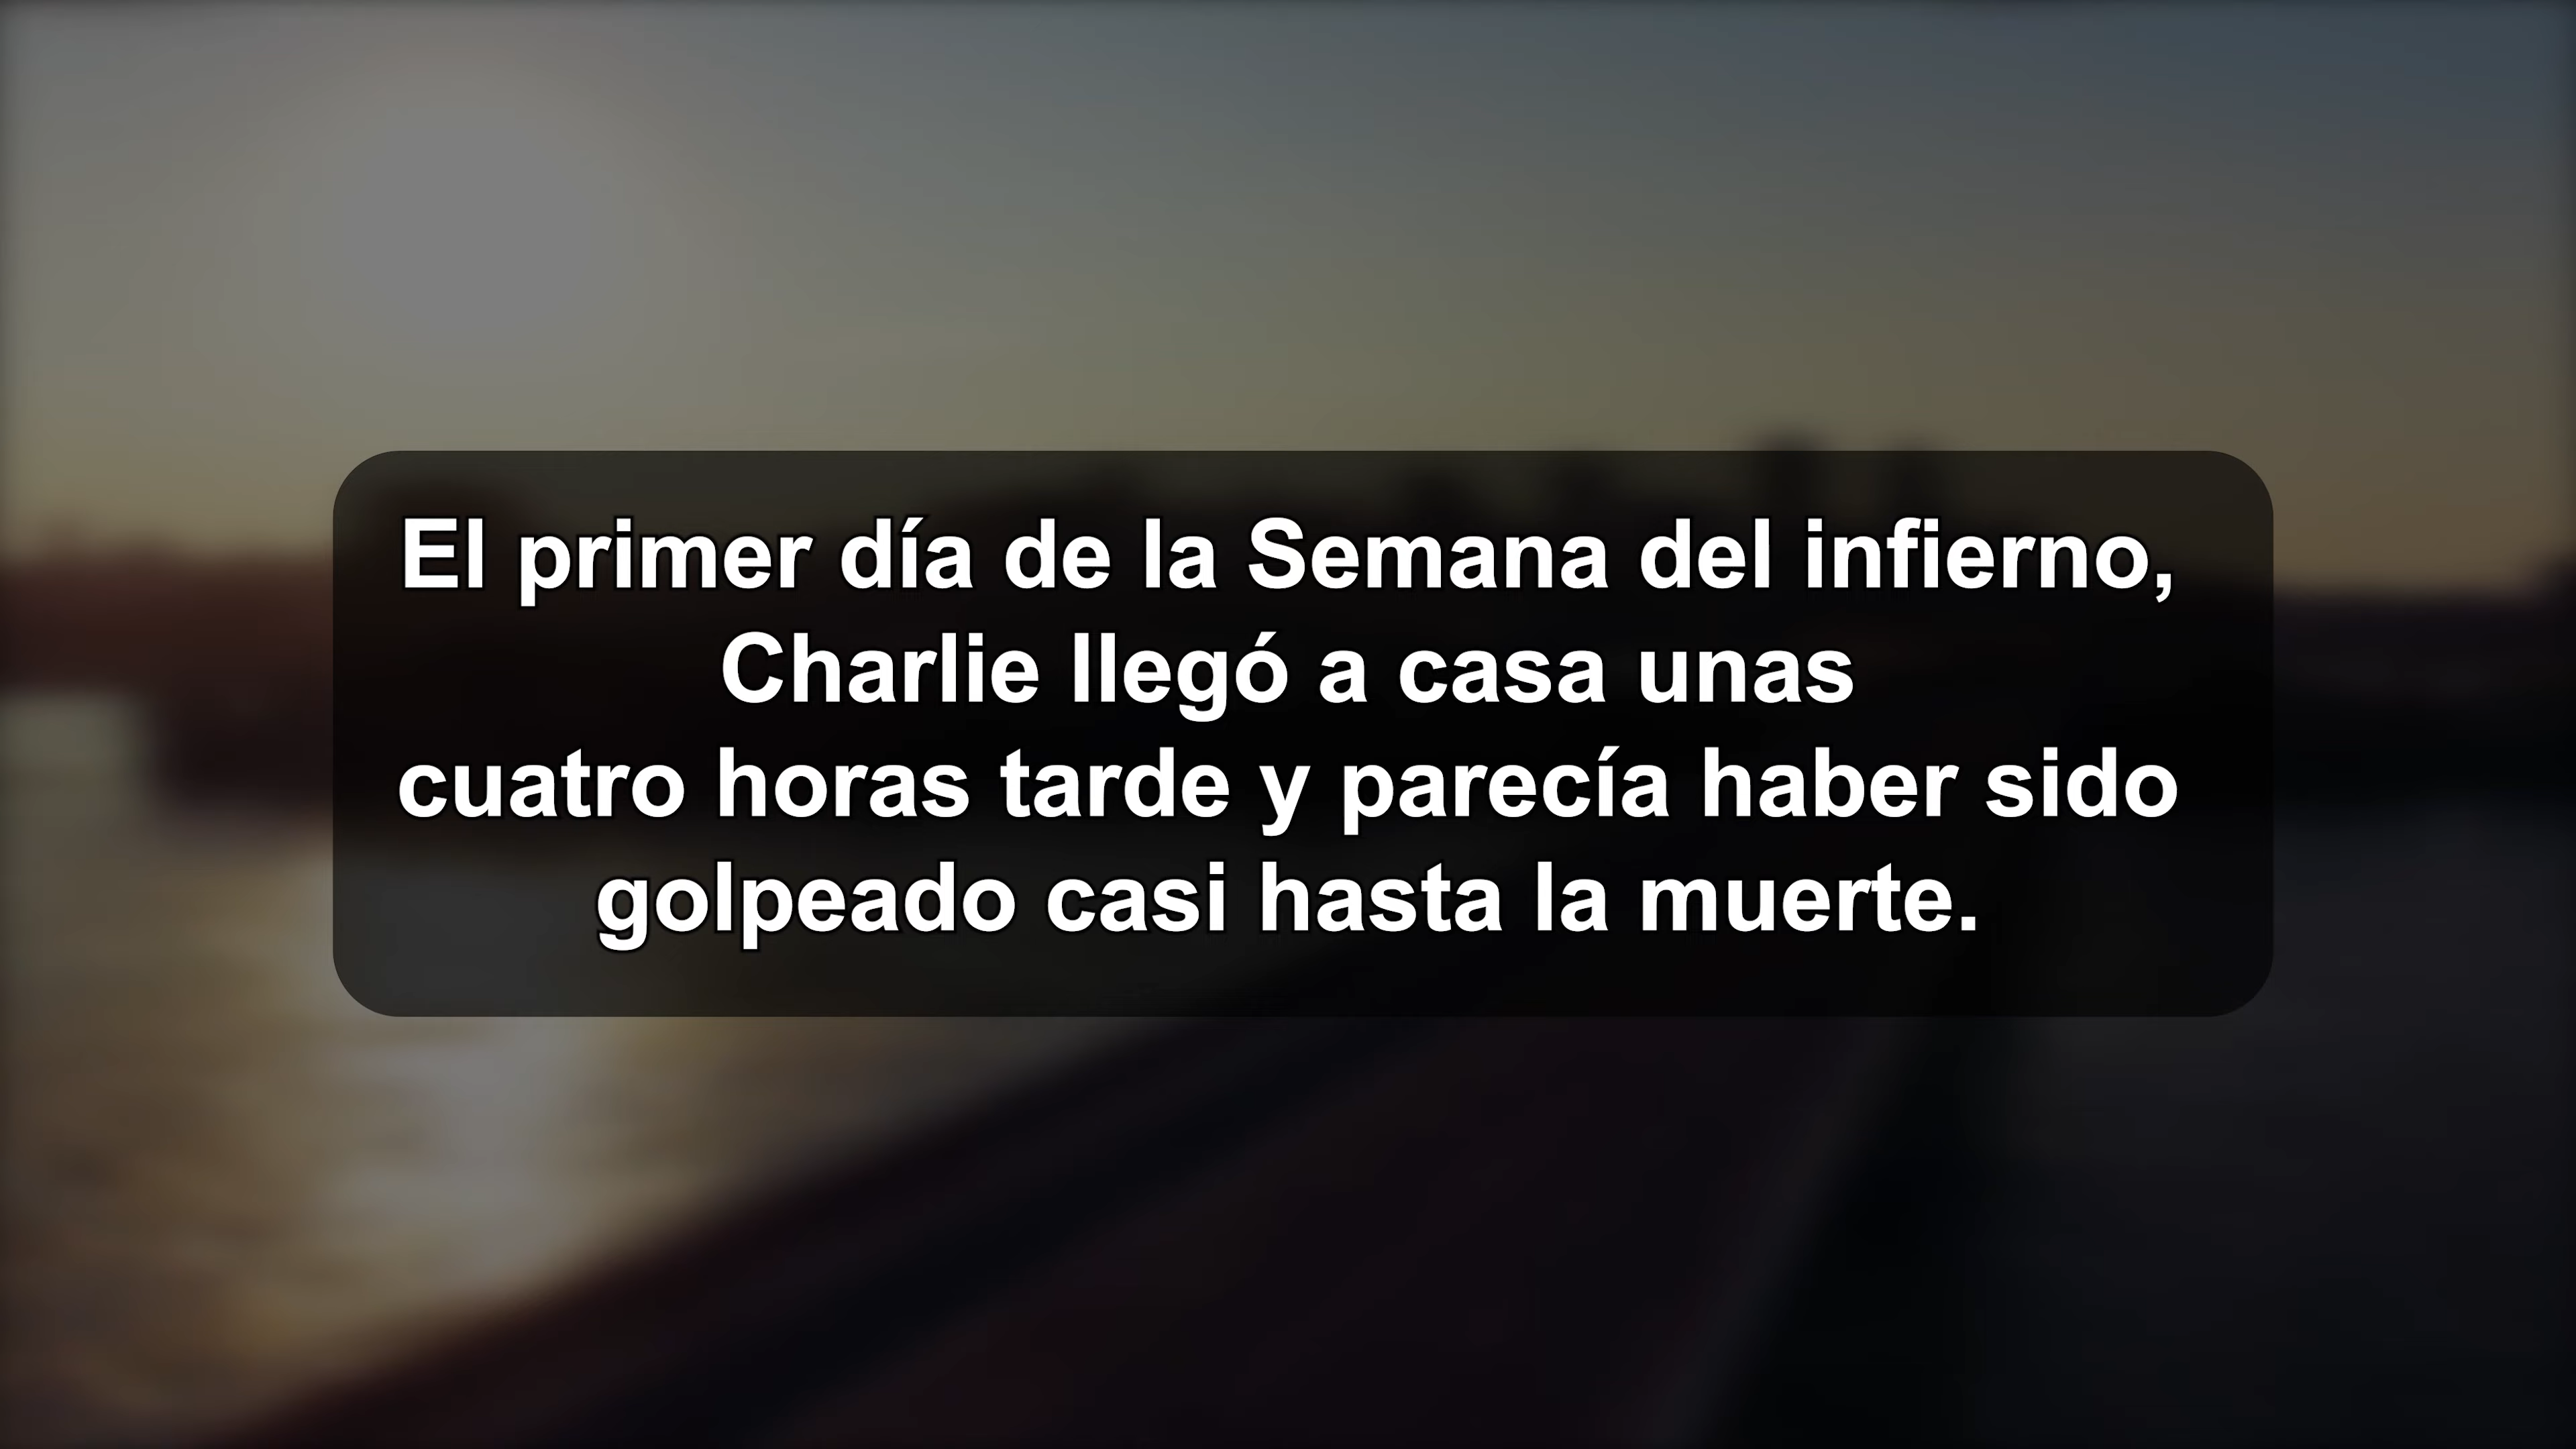 El primer día de la Semana del infierno,
Charlie llegó a casa unas
cuatro horas tarde y parecía haber sido
golpeado casi hasta la muerte.